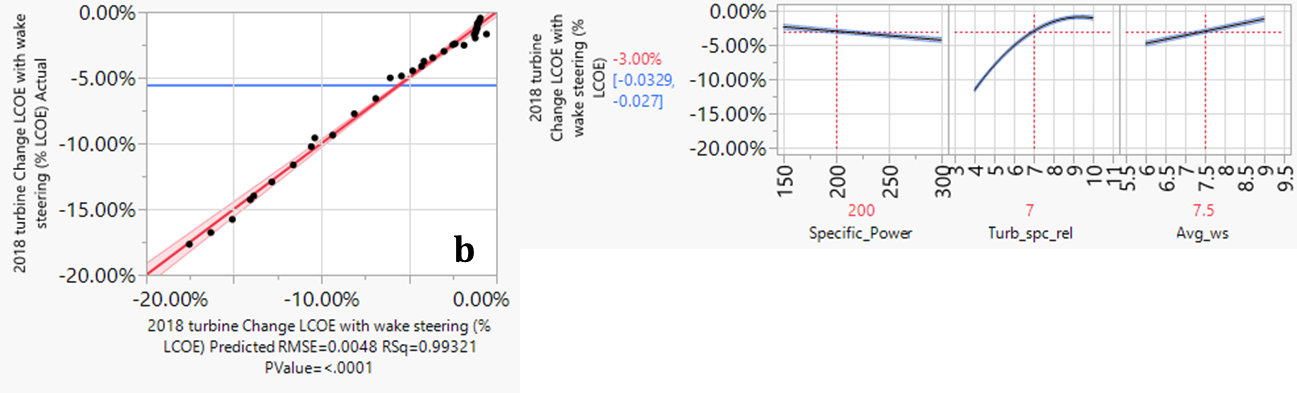 2018 turbine Change LCOE with wake
steering (% LCOE) Actual
0.00%
-5.00%
-10.00%
-15.00%
-20.00%
b
-20.00% -10.00% 0.00%
2018 turbine Change LCOE with wake steering (%
LCOE) Predicted RMSE=0.0048 RSq=0.99321
PValue=<.0001
2018 turbine
Change LCOE with
wake steering (%
LCOE)
-3.00%
[-0.0329,
-0.027]
0.00%
-5.00%
-10.00%
-15.00%
-20.00%
150 200 250 300 3 4 5 6 7 8 9 10 11 5.5 6 6.5 7 7.5 8 8.5 9 9.5
200 7 7.5
Specific_Power Turb_spc_rel Avg_ws